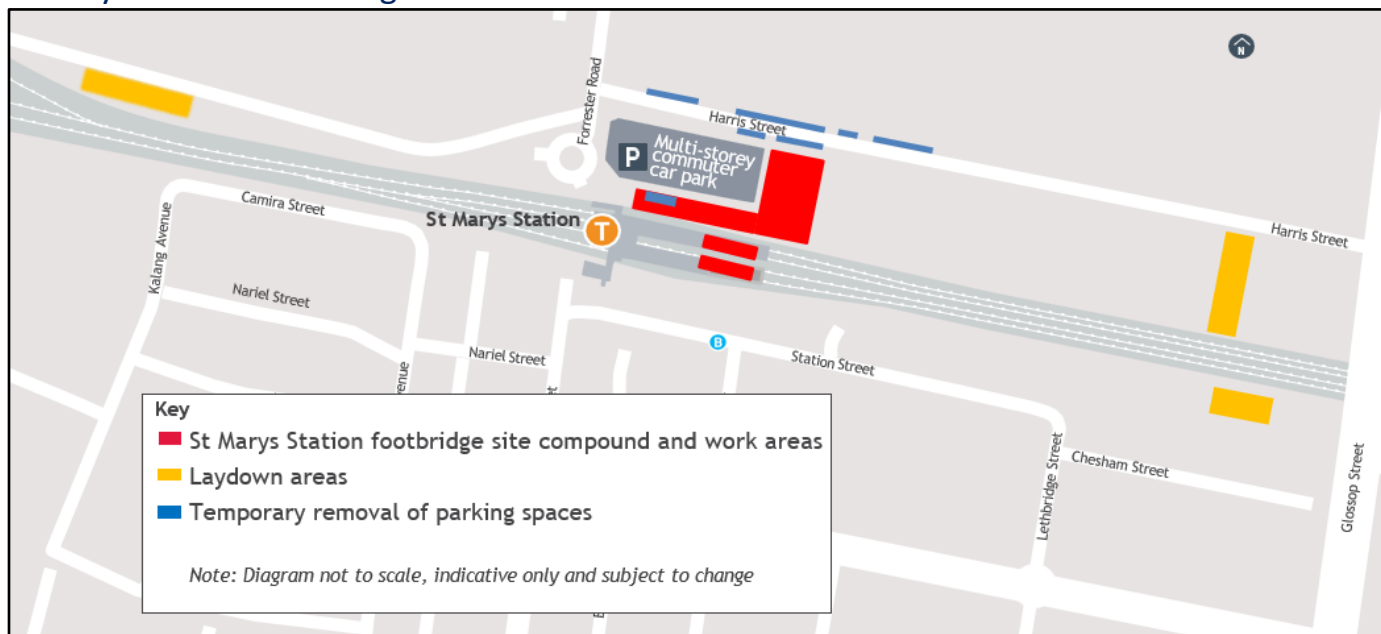 N
Forrester Road
Harris Street
P
Multi-storey
commuter
car park
Camira Street
St Marys Station
T
Harris Street
Kalang Avenue
Nariel Street
B
Nariel Street
Station Street
Key
St Marys Station footbridge site compound and work areas
Laydown areas
Temporary removal of parking spaces
Note: Diagram not to scale, indicative only and subject to change
Lethbridge Street
Chesham Street
Glossop Street